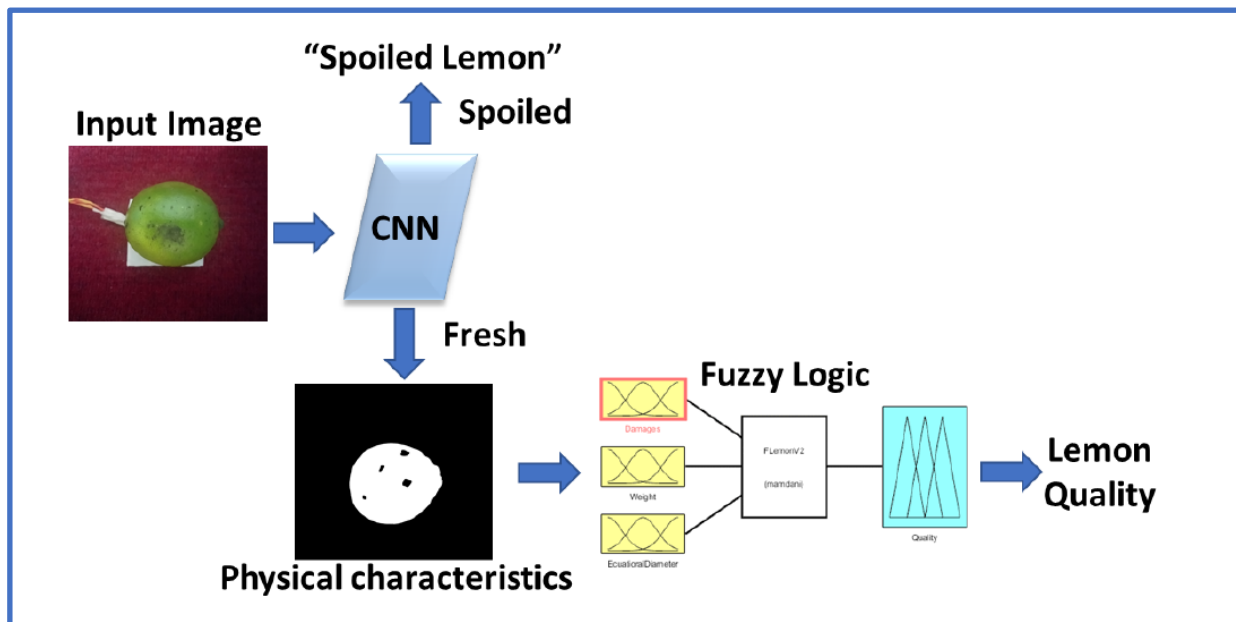 “Spoiled Lemon”
Spoiled
Input Image
CNN
Fresh
Fuzzy Logic
Damages
Weight
EcuatioralDiameter
FLemonV2
(mamdani)
Quality
Lemon
Quality
Physical characteristics